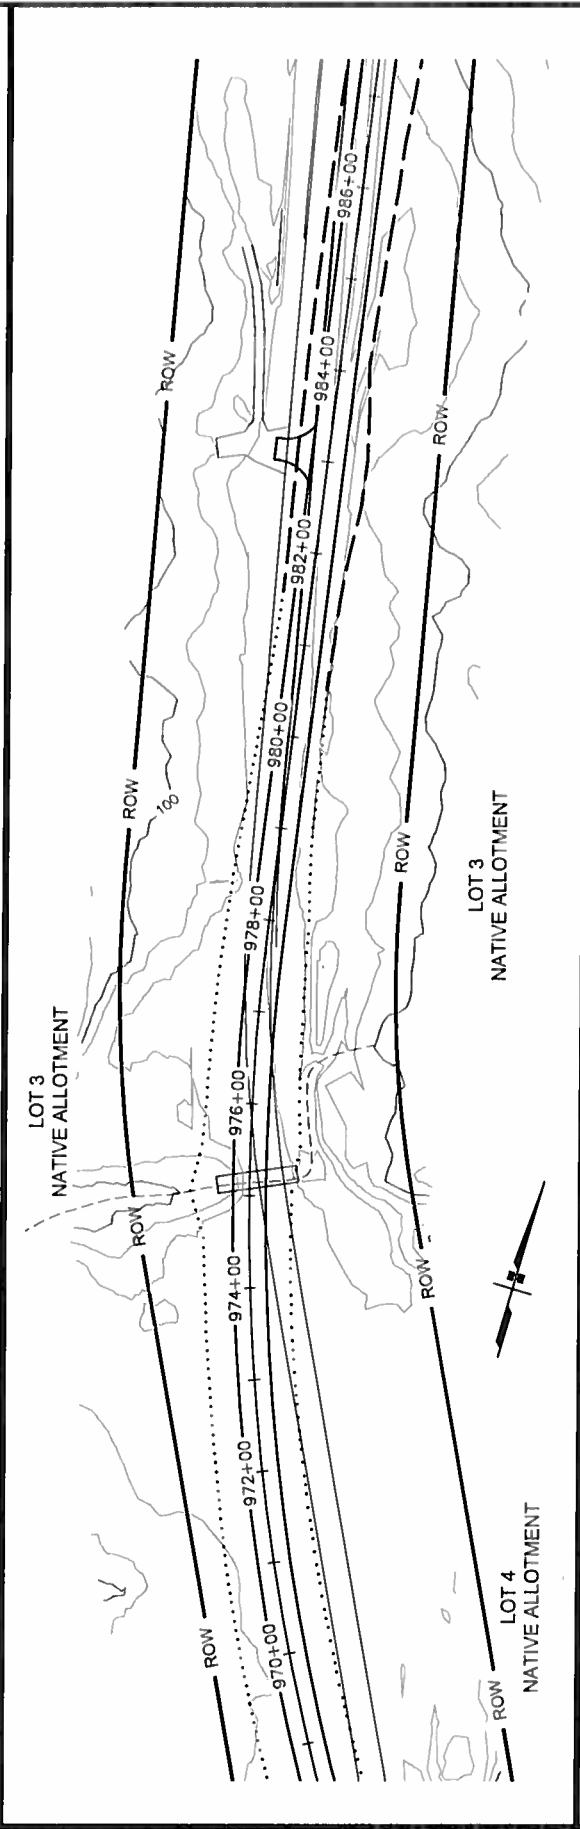 986+00
984+00
ROW
ROW
982+00
980+00
ROW
100
ROW
LOT 3
NATIVE ALLOTMENT
978+00
LOT 3
NATIVE ALLOTMENT
976+00
ROW
ROW
974+00
972+00
LOT 4
NATIVE ALLOTMENT
970+00
ROW
ROW